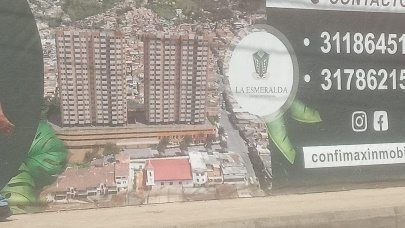 CONTACTO
• 31186451
• 31786215
LA ESMERALDA
confimaxinmobi